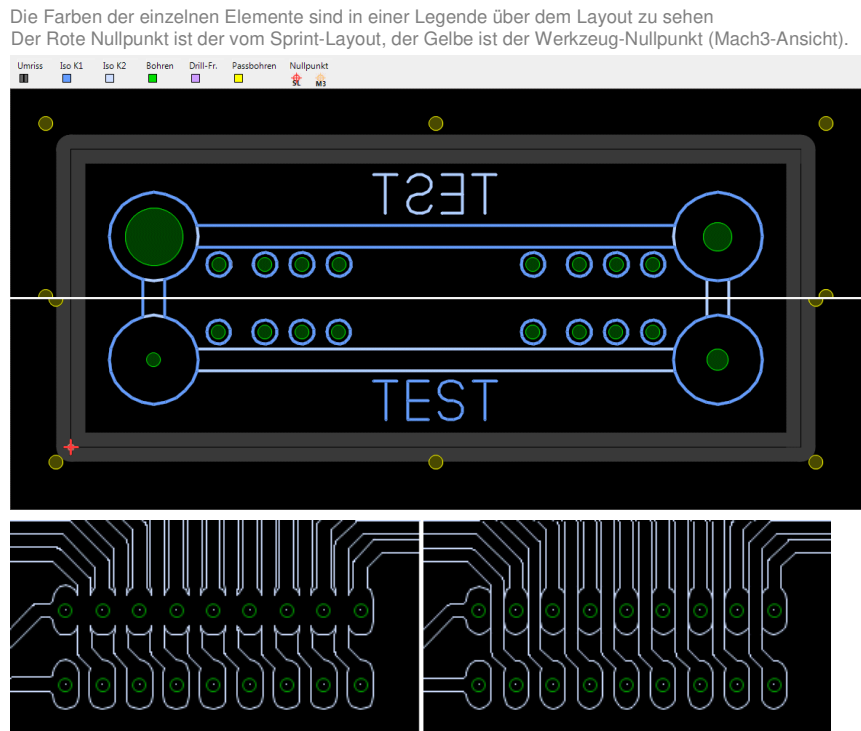 Die Farben der einzelnen Elemente sind in einer Legende über dem Layout zu sehen
Der Rote Nullpunkt ist der vom Sprint-Layout, der Gelbe ist der Werkzeug-Nullpunkt (Mach3-Ansicht).
Umriss Iso K1 Iso K2 Bohren Drill-Fr. Passbohren Nullpunkt
SL M3
TEST
TEST